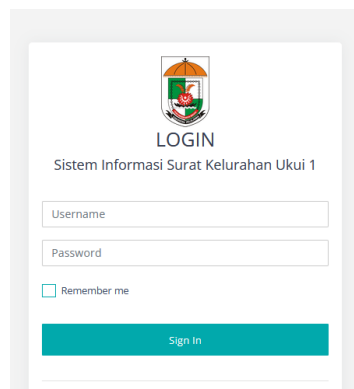 LOGIN
Sistem Informasi Surat Kelurahan Ukui 1
Username
Password
Remember me
Sign In